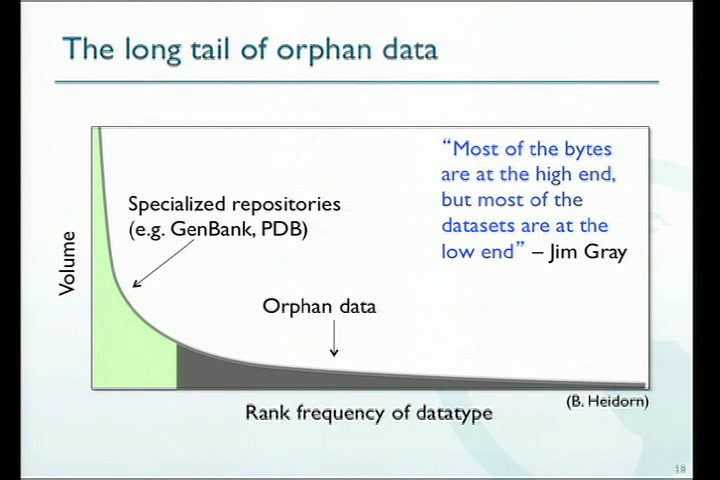 The long tail of orphan data
“Most of the bytes
are at the high end,
but most of the
datasets are at the
low end” – Jim Gray
Specialized repositories
(e.g. GenBank, PDB)
Volume
Orphan data
Rank frequency of datatype
(B. Heidorn)
18